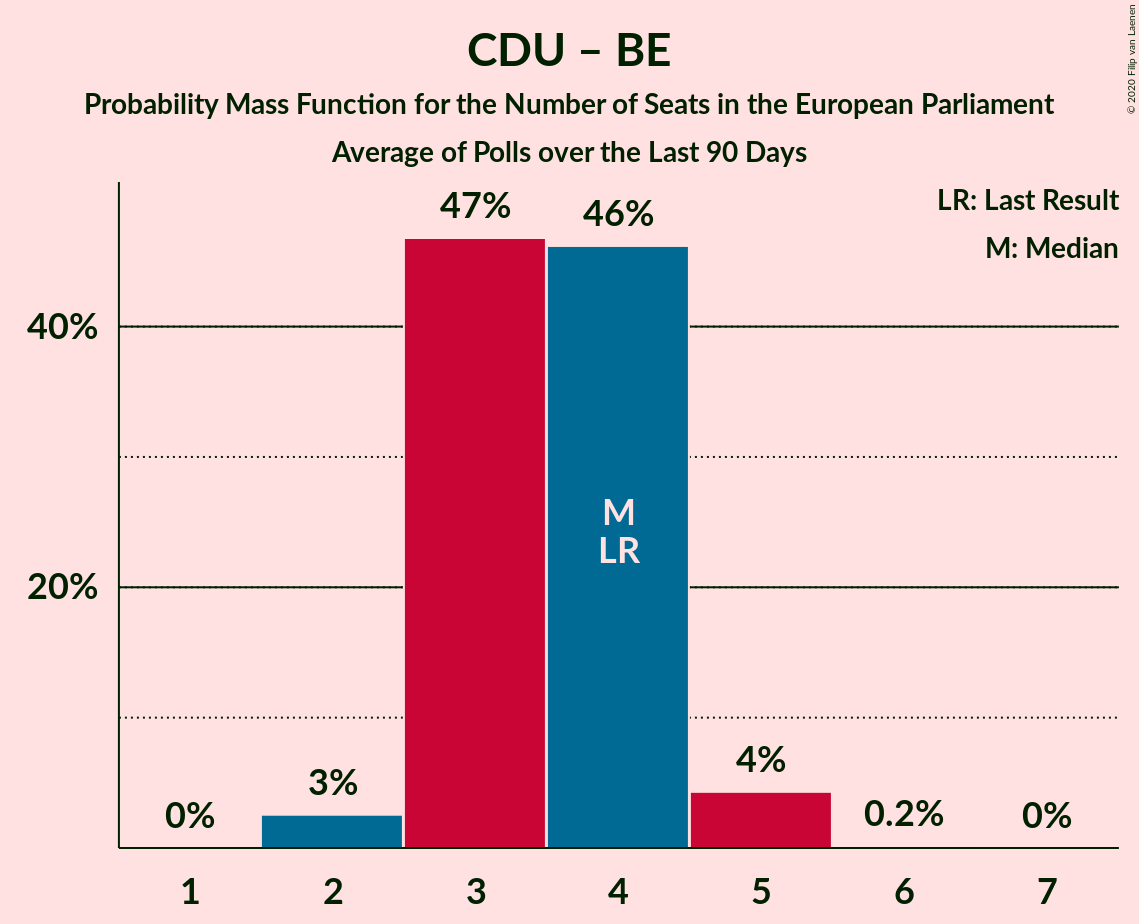 CDU – BE
Probability Mass Function for the Number of Seats in the European Parliament
Average of Polls over the Last 90 Days
© 2020 Filip van Laenen
LR: Last Result
M: Median
47%
46%
40%
M
LR
20%
4%
3%
0%
0.2%
0%
1 2 3 4 5 6 7